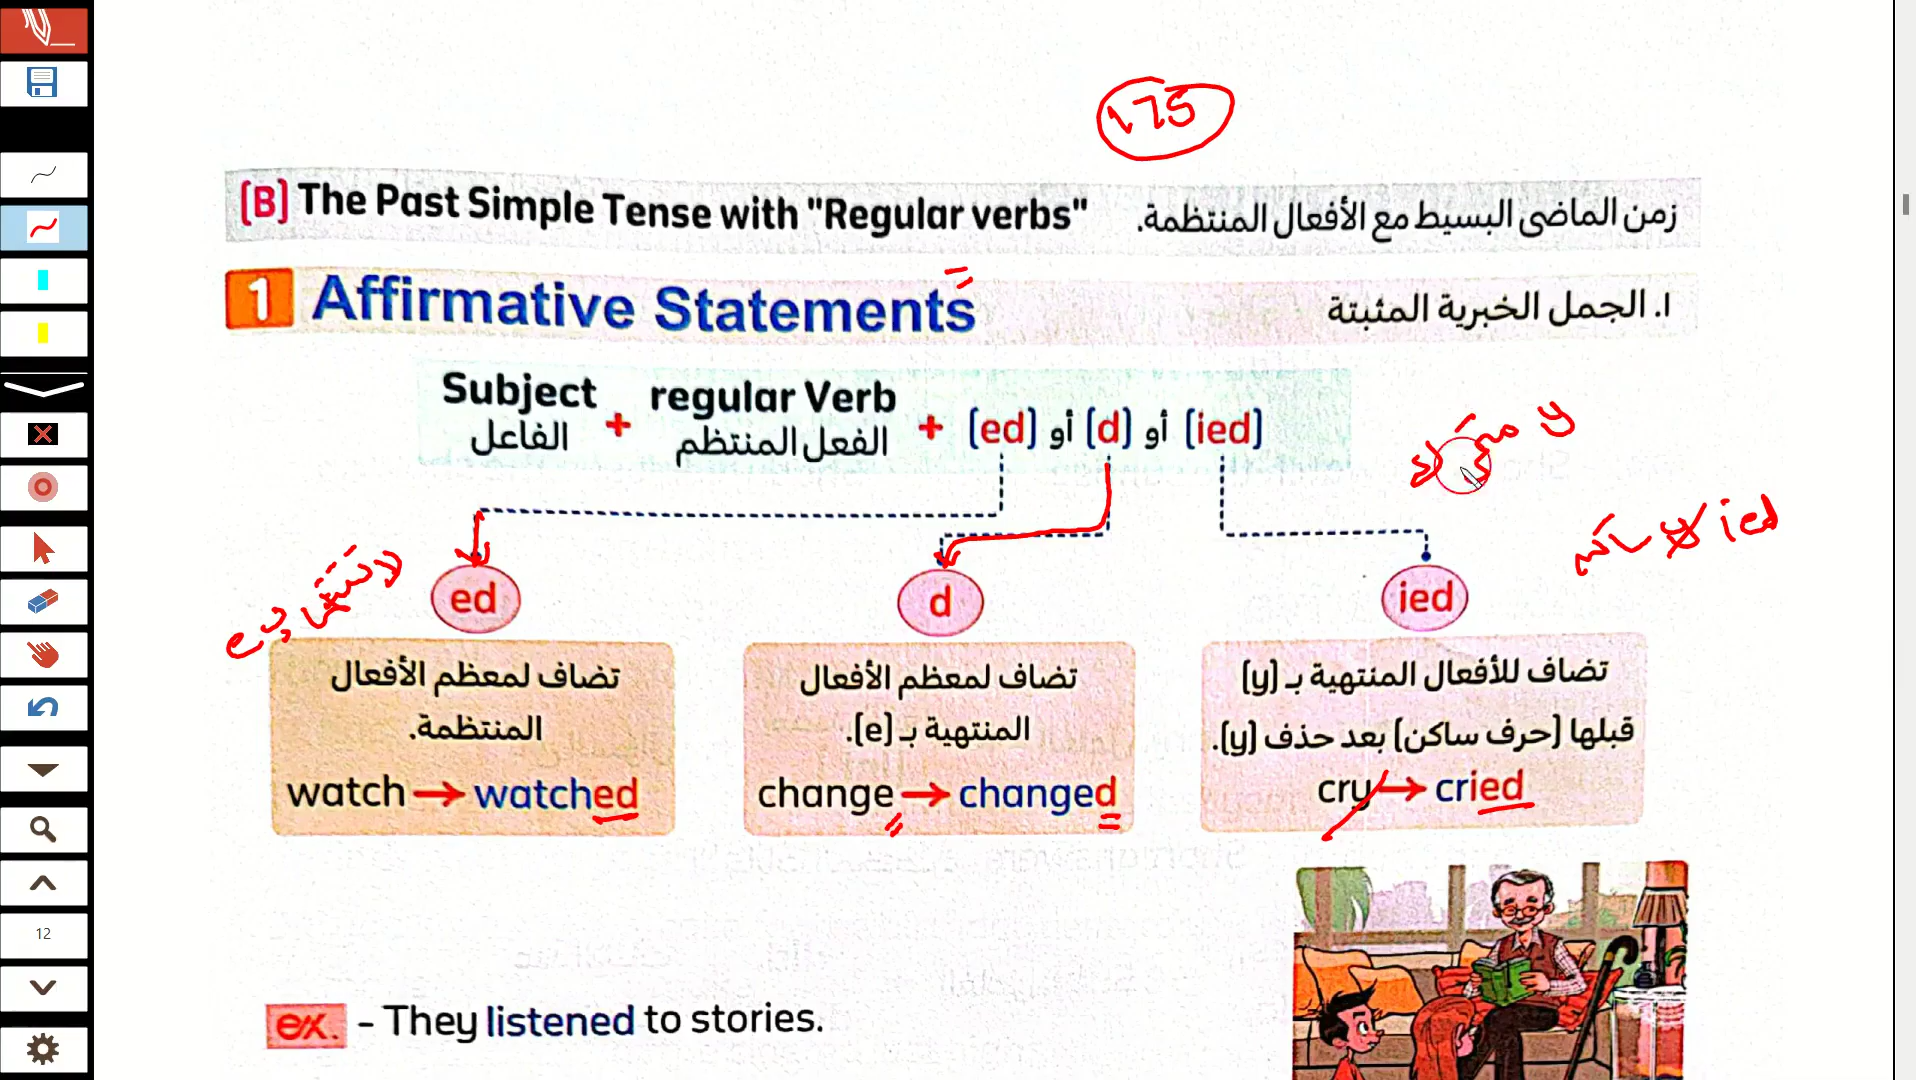 175
[B] The Past Simple Tense with "Regular verbs" زمن الماضى البسيط مع الأفعال المنتظمة.
1 Affirmative Statements ١. الجمل الخبرية المثبتة
Subject + regular Verb + [ed] أو [d] أو [ied]
الفاعل الفعل المنتظم
y
ied
e
ed d ied
تضاف لمعظم الأفعال
المنتظمة.
watch → watched
تضاف لمعظم الأفعال
المنتهية بـ [e].
change → changed
تضاف للأفعال المنتهية بـ [y]
قبلها [حرف ساكن] بعد حذف [y].
cry → cried
ex. - They listened to stories.
12